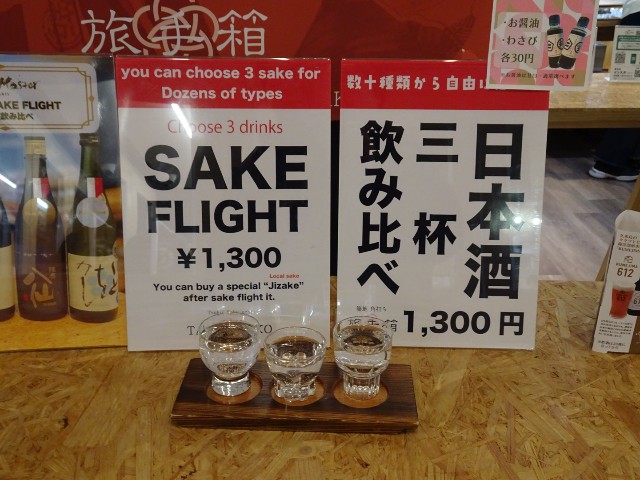 旅 箱
・お醤油
・わさび
各30円
SAKE FLIGHT
飲み比べ
you can choose 3 sake for
Dozens of types
Choose 3 drinks
SAKE
FLIGHT
￥1,300
Local sake
You can buy a special “Jizake”
after sake flight it.
数十種類から自由に
日本酒
三杯
飲み比べ
1,300円
612